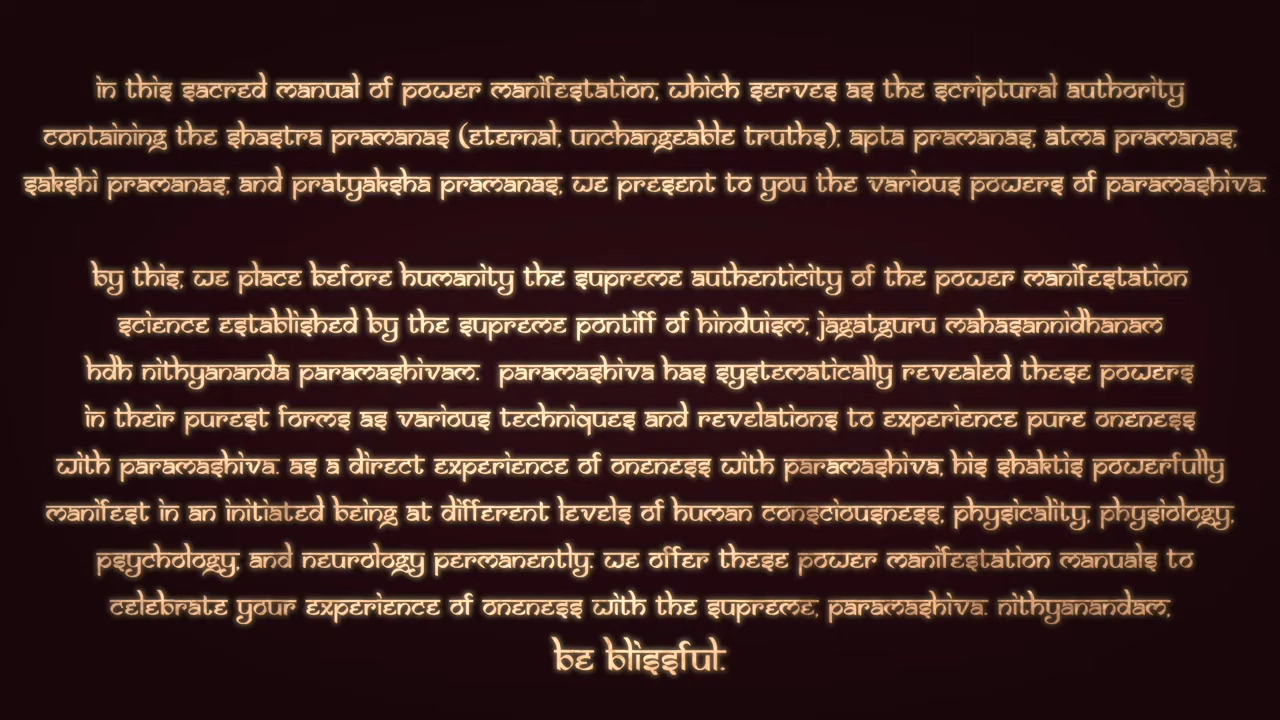 in this sacred manual of power manifestation, which serves as the scriptural authority
containing the shastra pramanas (eternal, unchangeable truths), apta pramanas, atma pramanas,
sakshi pramanas, and pratyaksha pramanas, we present to you the various powers of paramashiva.
by this, we place before humanity the supreme authenticity of the power manifestation
science established by the supreme pontiff of hinduism, jagatguru mahasannidhanam
hdh nithyananda paramashivam. paramashiva has systematically revealed these powers
in their purest forms as various techniques and revelations to experience pure oneness
with paramashiva. as a direct experience of oneness with paramashiva, his shaktis powerfully
manifest in an initiated being at different levels of human consciousness, physicality, physiology,
psychology, and neurology permanently. we offer these power manifestation manuals to
celebrate your experience of oneness with the supreme, paramashiva. nithyanandam,
be blissful.